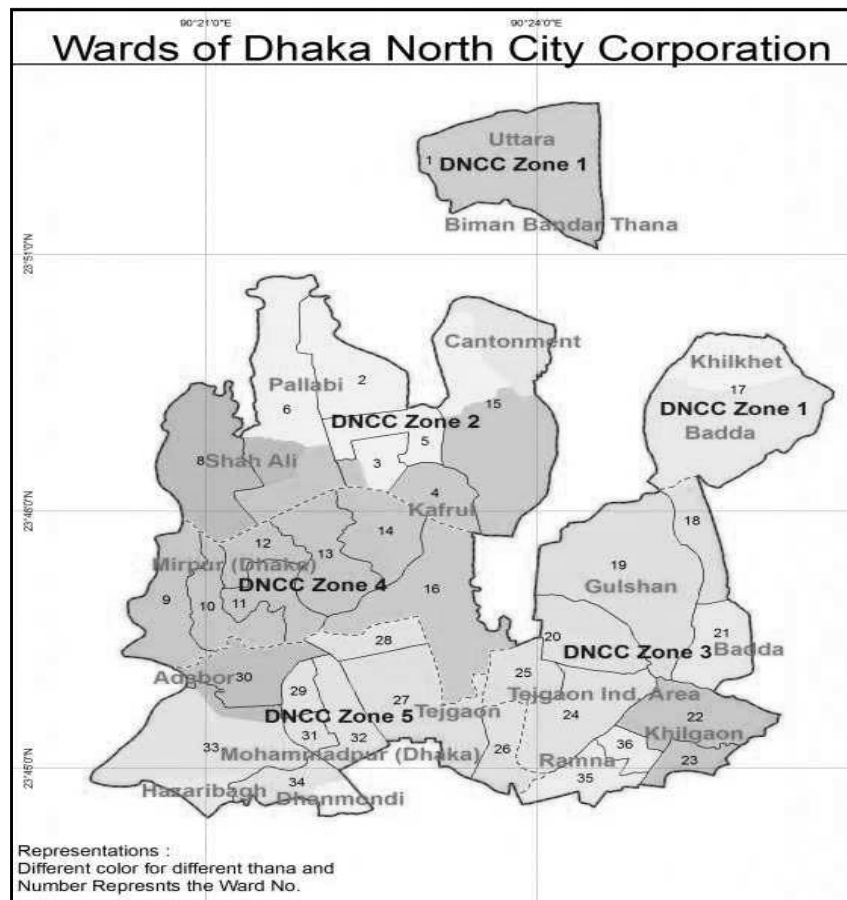 90°21'0"E 90°24'0"E
Wards of Dhaka North City Corporation
Uttara
1 DNCC Zone 1
Biman Bandar Thana
23°51'0"N
Cantonment
Khilkhet
2
Pallabi
17
6 15
DNCC Zone 2 DNCC Zone 1
5 Badda
8 Shah Ali 3
4
Kafrul
23°48'0"N
18
14
12 13 19
Mirpur (Dhaka)
DNCC Zone 4 Gulshan
16
9 10 11
28 20 21
DNCC Zone 3 Badda
Adabor 30 25
29 27 Tejgaon Ind. Area
DNCC Zone 5 Tejgaon 24 22
31 32 Khilgaon
33 Mohammadpur (Dhaka) 26 Ramna 36
23°45'0"N
23
34 35
Hazaribagh Dhanmondi
Representations :
Different color for different thana and
Number Represnts the Ward No.